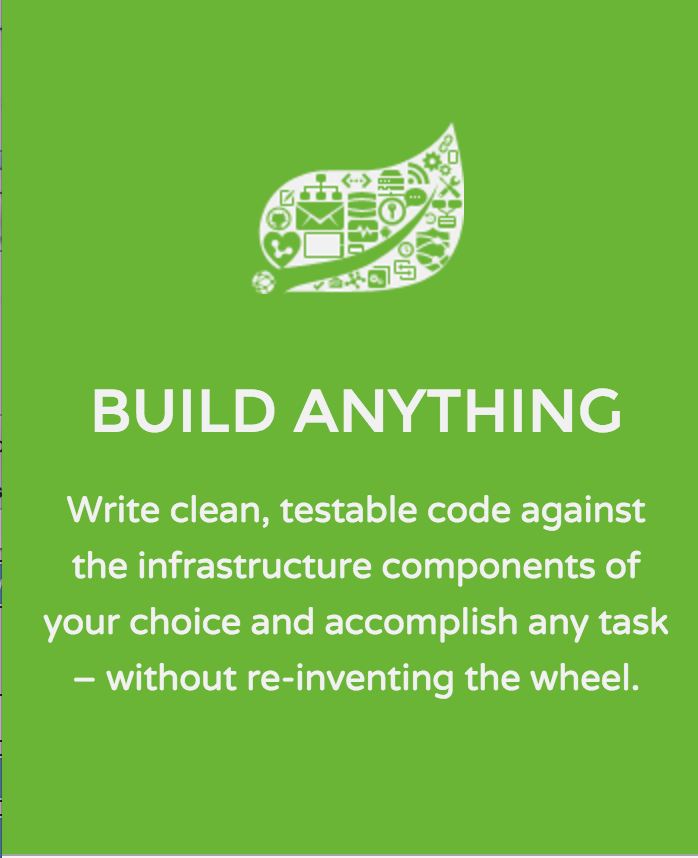 BUILD ANYTHING
Write clean, testable code against
the infrastructure components of
your choice and accomplish any task
– without re-inventing the wheel.